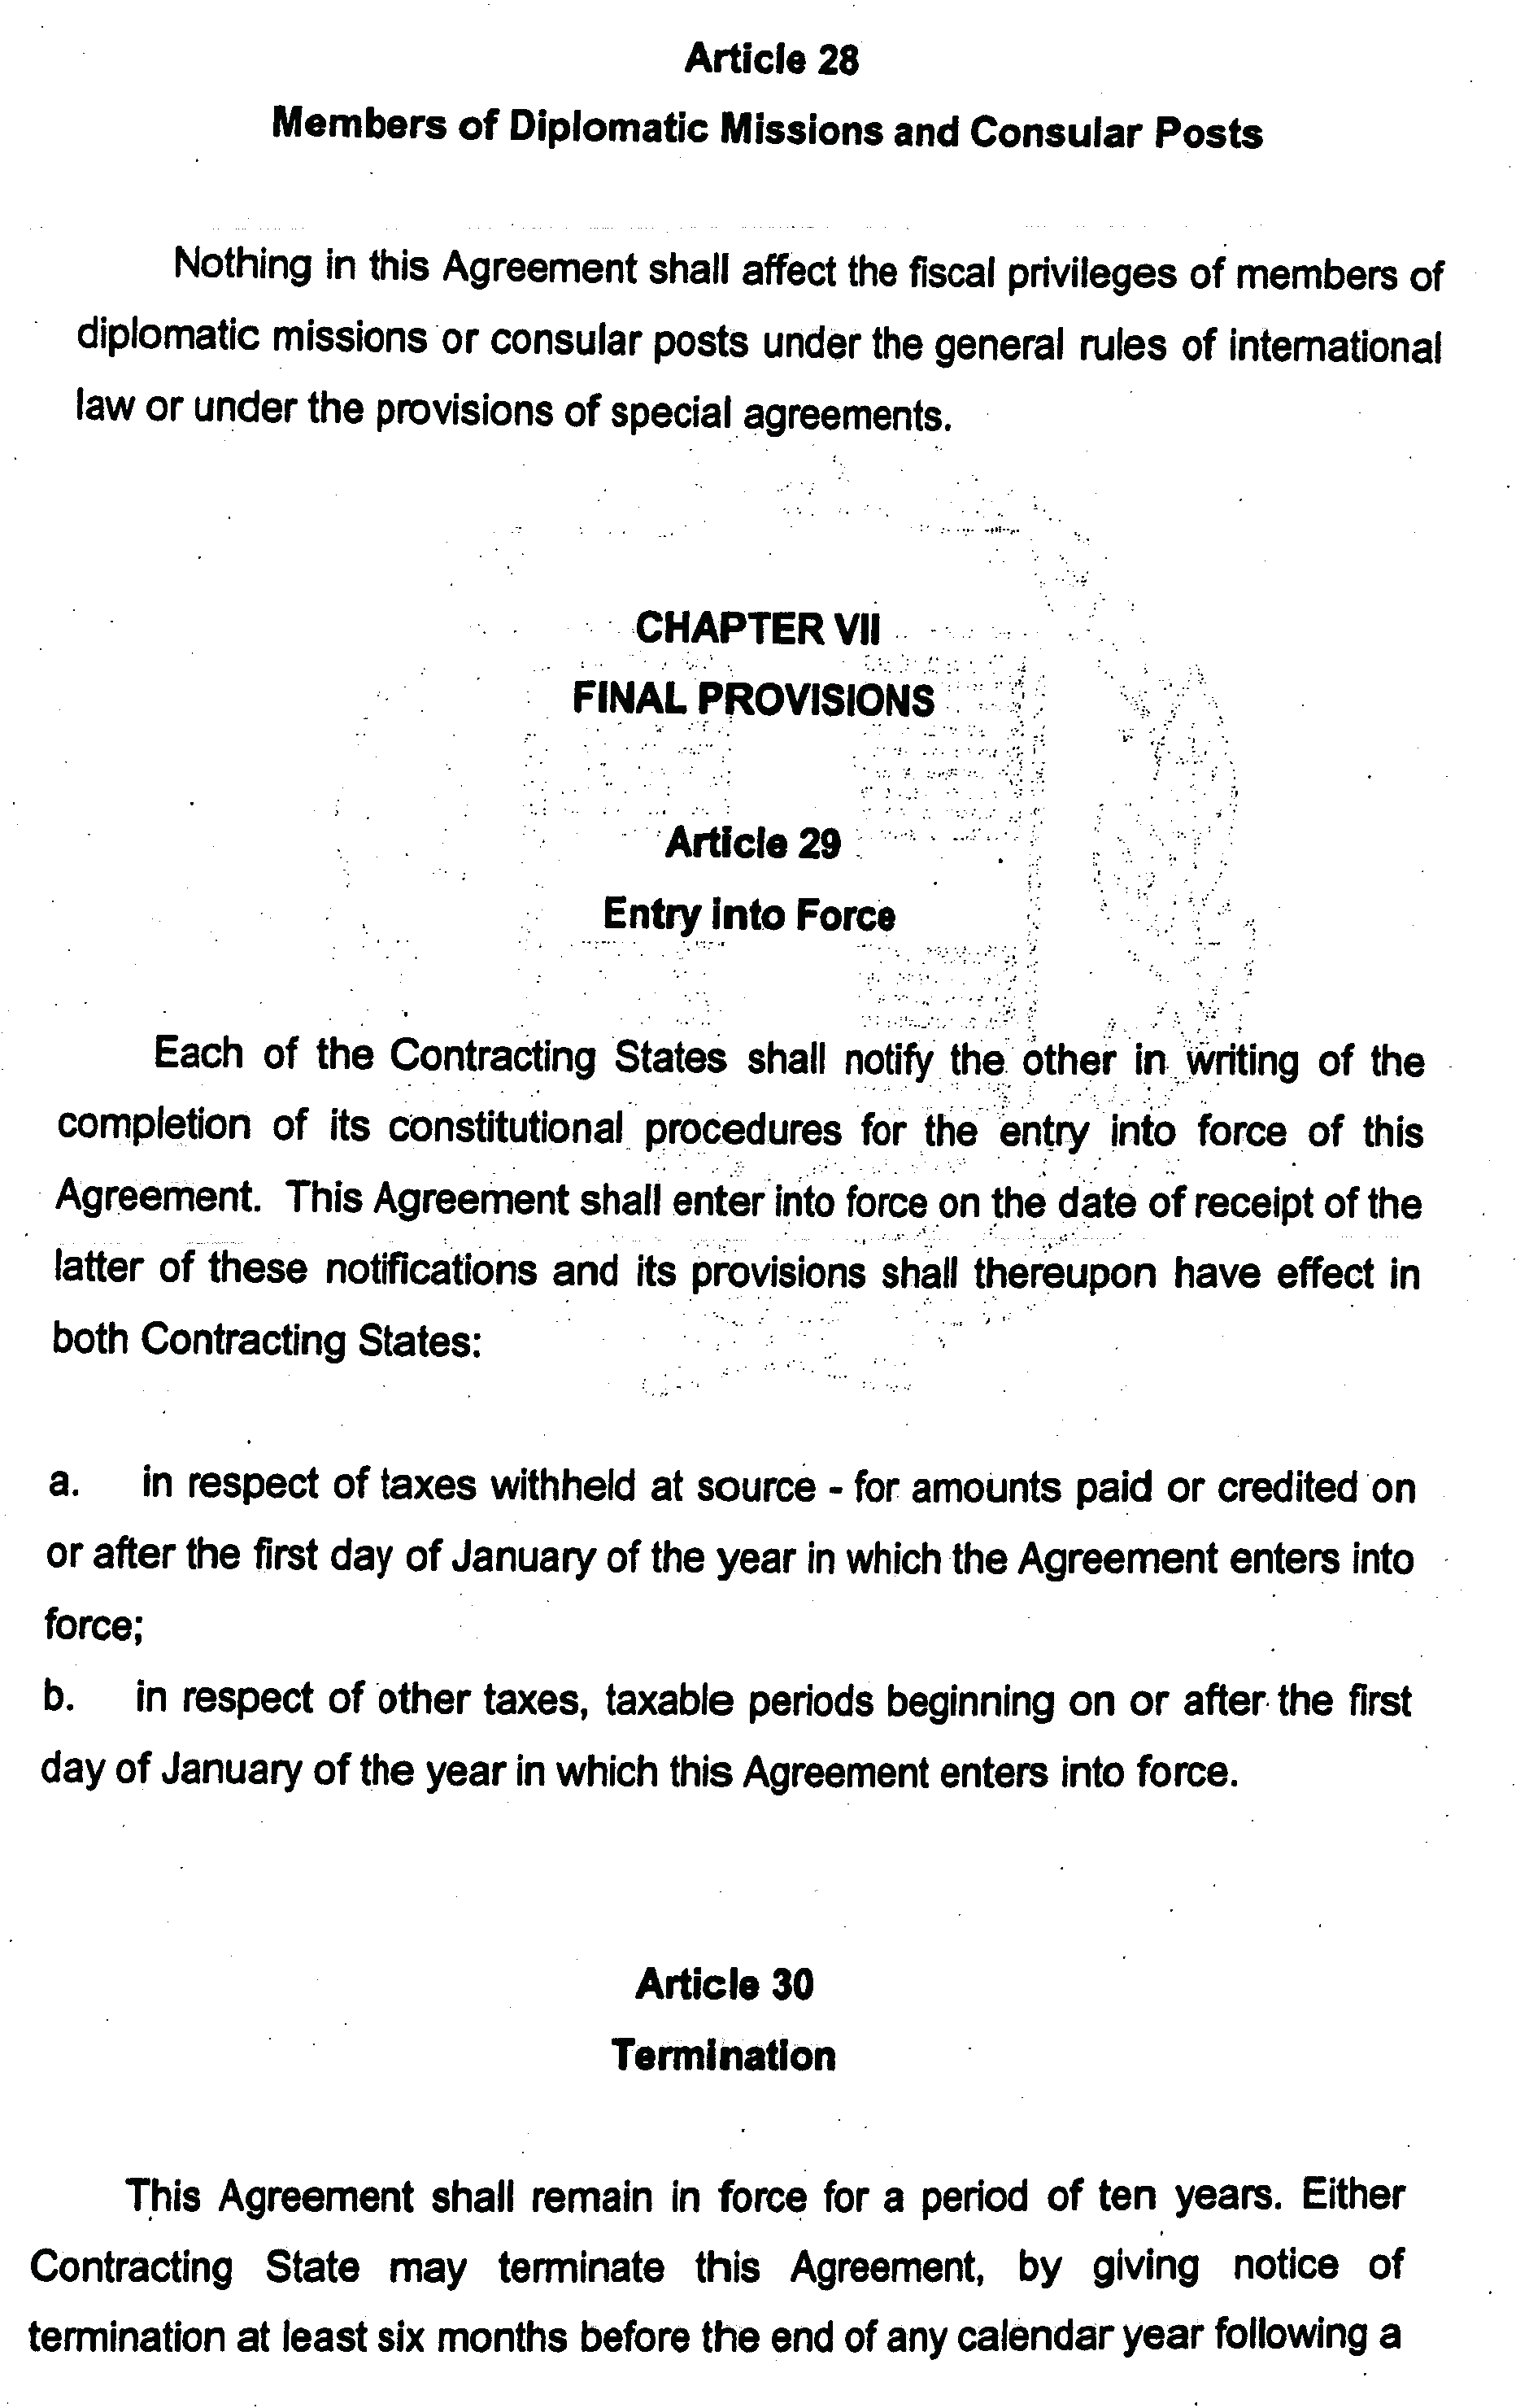 Article 28
Members of Diplomatic Missions and Consular Posts
Nothing in this Agreement shall affect the fiscal privileges of members of
diplomatic missions or consular posts under the general rules of international
law or under the provisions of special agreements.
CHAPTER VII
FINAL PROVISIONS
Article 29
Entry into Force
Each of the Contracting States shall notify the other in writing of the
completion of its constitutional procedures for the entry into force of this
Agreement. This Agreement shall enter into force on the date of receipt of the
latter of these notifications and its provisions shall thereupon have effect in
both Contracting States:
a. in respect of taxes withheld at source - for amounts paid or credited on
or after the first day of January of the year in which the Agreement enters into
force;
b. in respect of other taxes, taxable periods beginning on or after the first
day of January of the year in which this Agreement enters into force.
Article 30
Termination
This Agreement shall remain in force for a period of ten years. Either
Contracting State may terminate this Agreement, by giving notice of
termination at least six months before the end of any calendar year following a